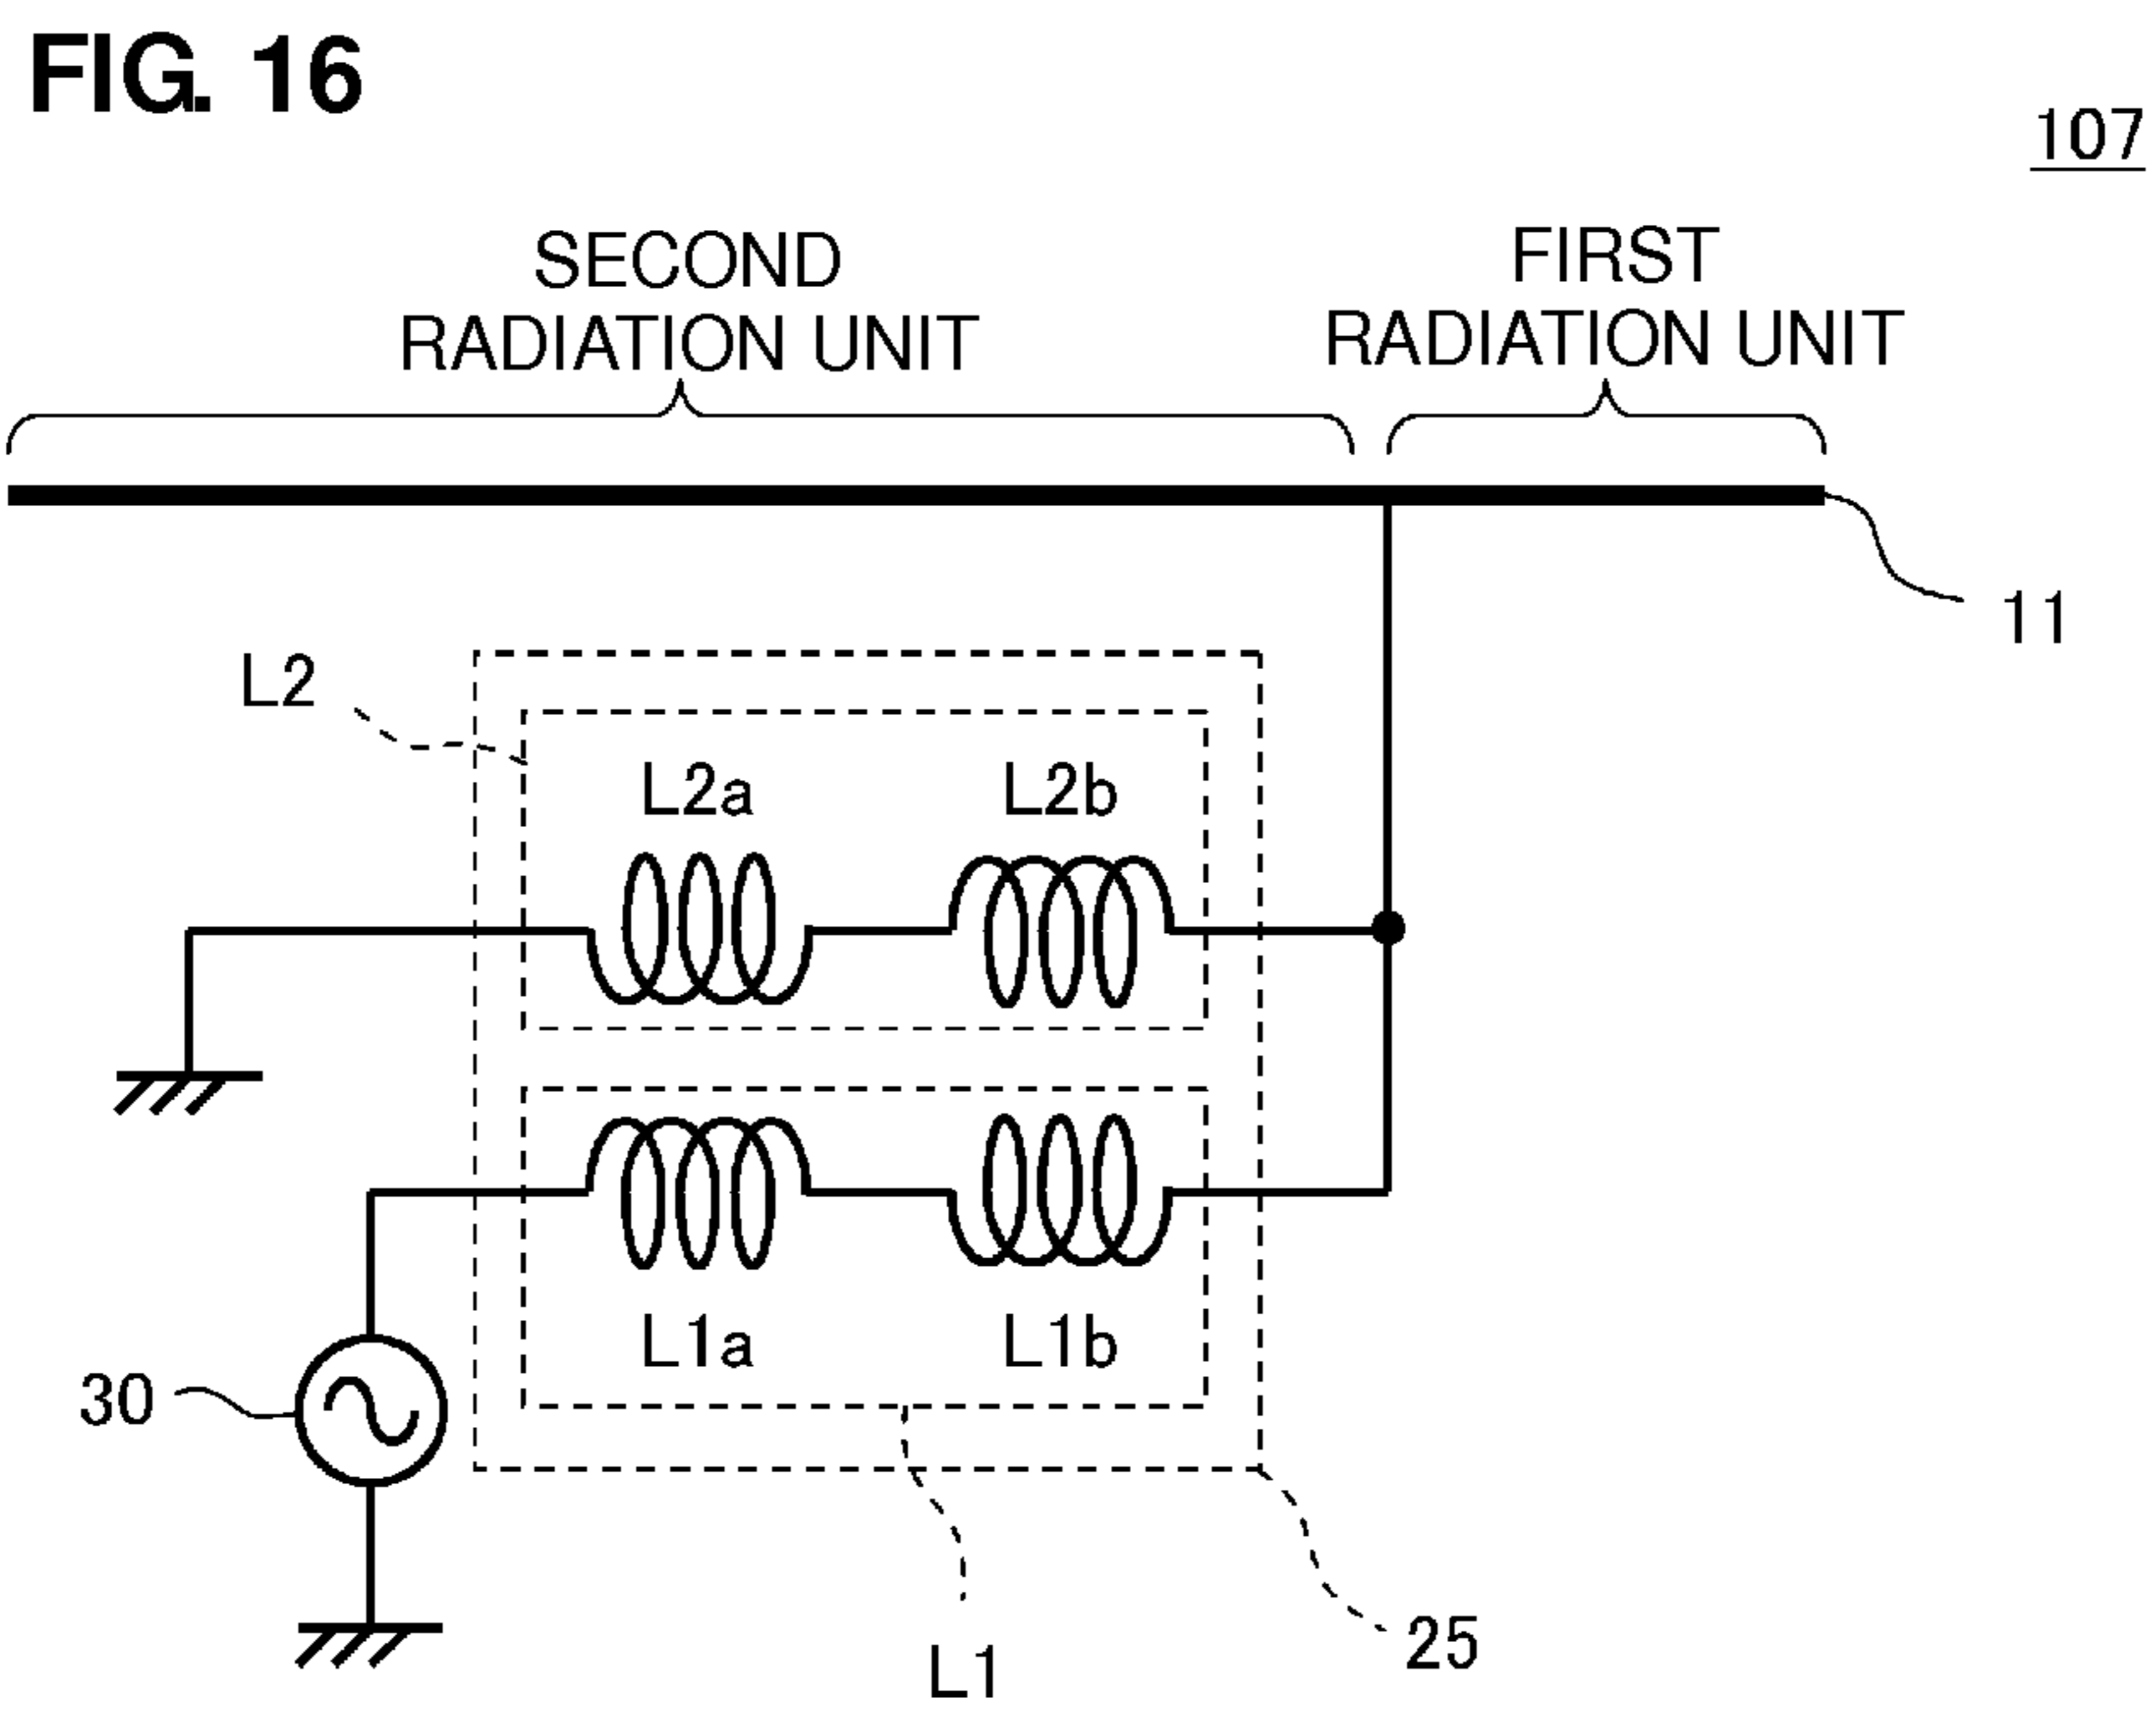 FIG. 16
107
SECOND
RADIATION UNIT
FIRST
RADIATION UNIT
11
L2
L2a
L2b
L1a
L1b
30
25
L1